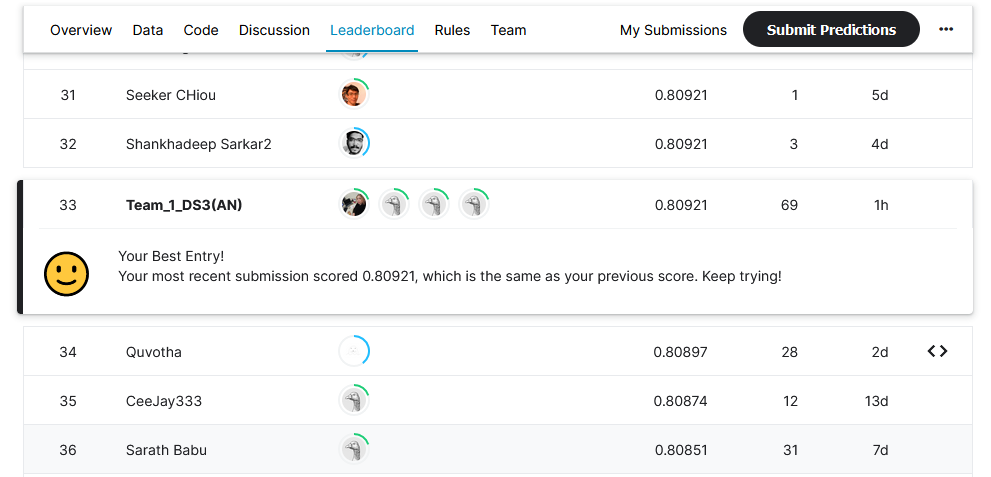 Overview Data Code Discussion Leaderboard Rules Team My Submissions Submit Predictions
31 Seeker CHiou 0.80921 1 5d
32 Shankhadeep Sarkar2 0.80921 3 4d
33 Team_1_DS3(AN) 0.80921 69 1h
Your Best Entry!
Your most recent submission scored 0.80921, which is the same as your previous score. Keep trying!
34 Quvotha 0.80897 28 2d
35 CeeJay333 0.80874 12 13d
36 Sarath Babu 0.80851 31 7d